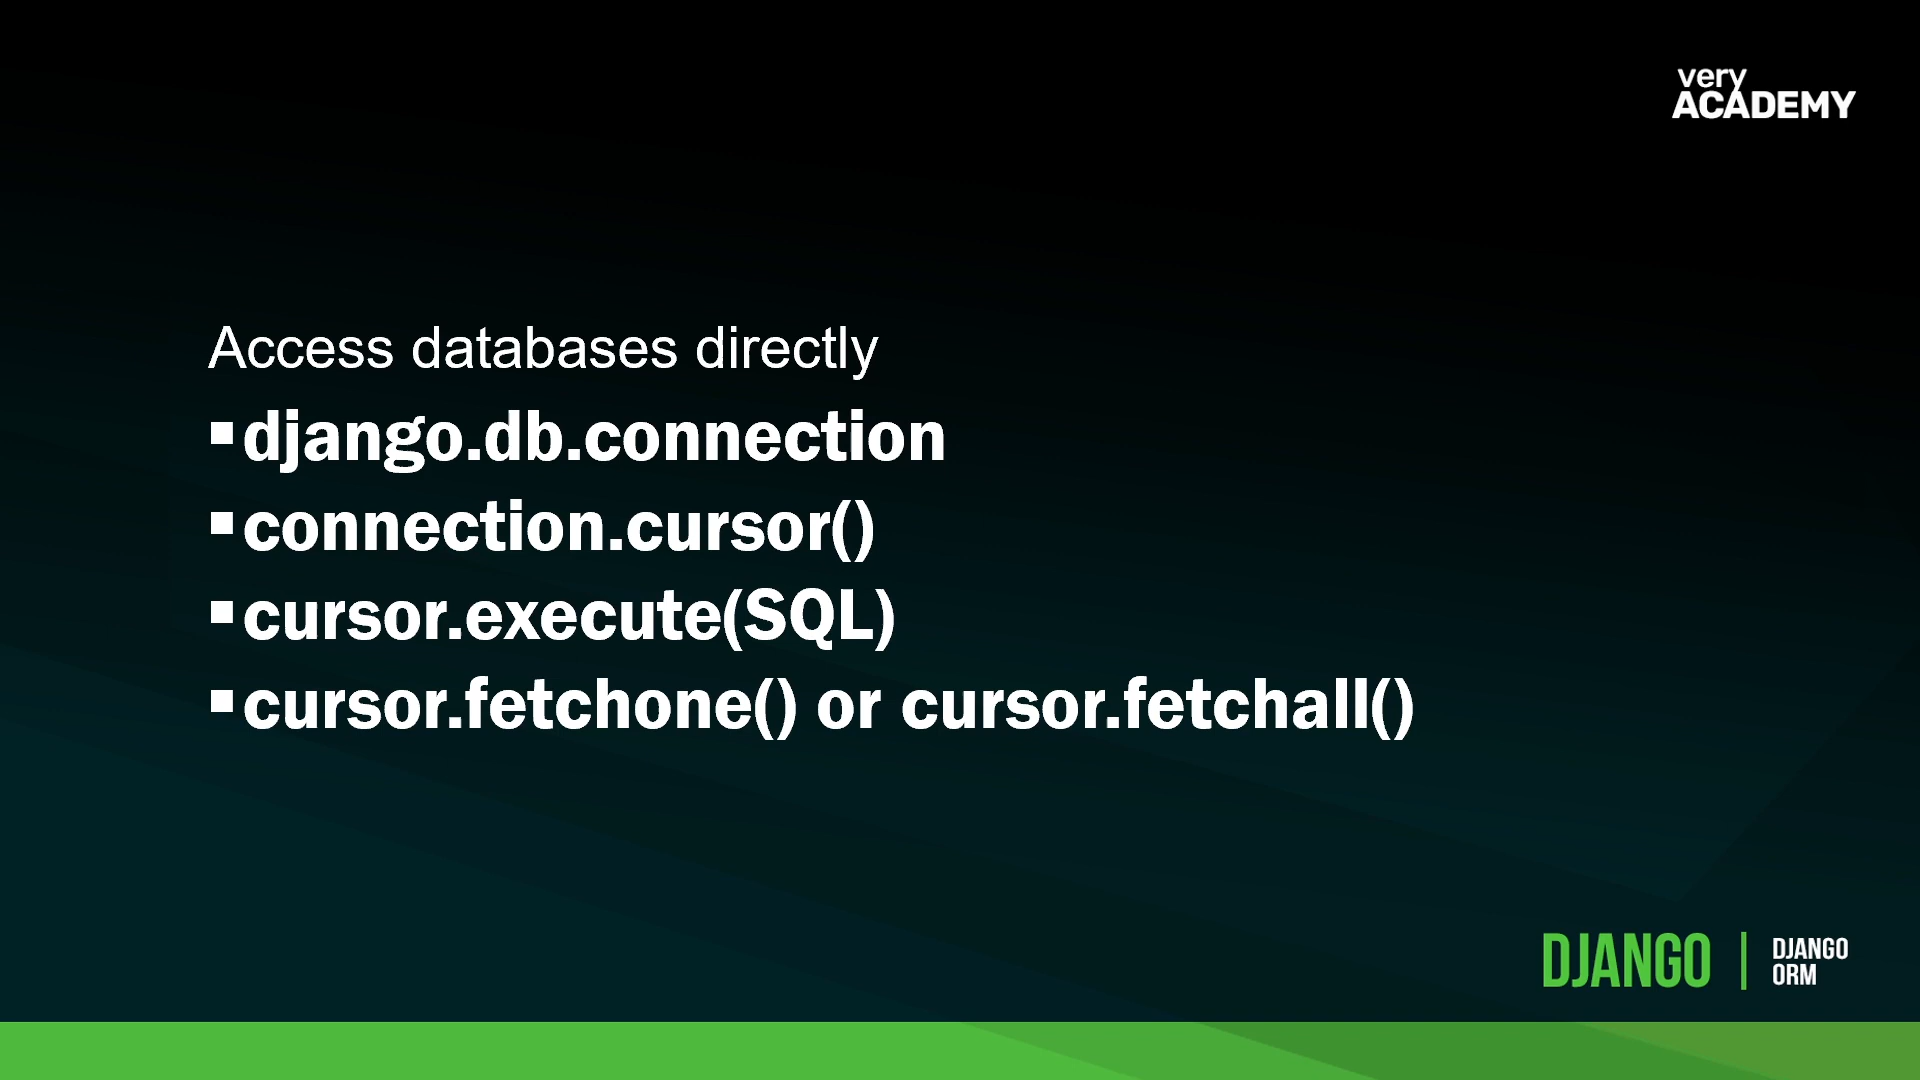 very
ACADEMY
Access databases directly
▪django.db.connection
▪connection.cursor()
▪cursor.execute(SQL)
▪cursor.fetchone() or cursor.fetchall()
DJANGO | DJANGO
ORM